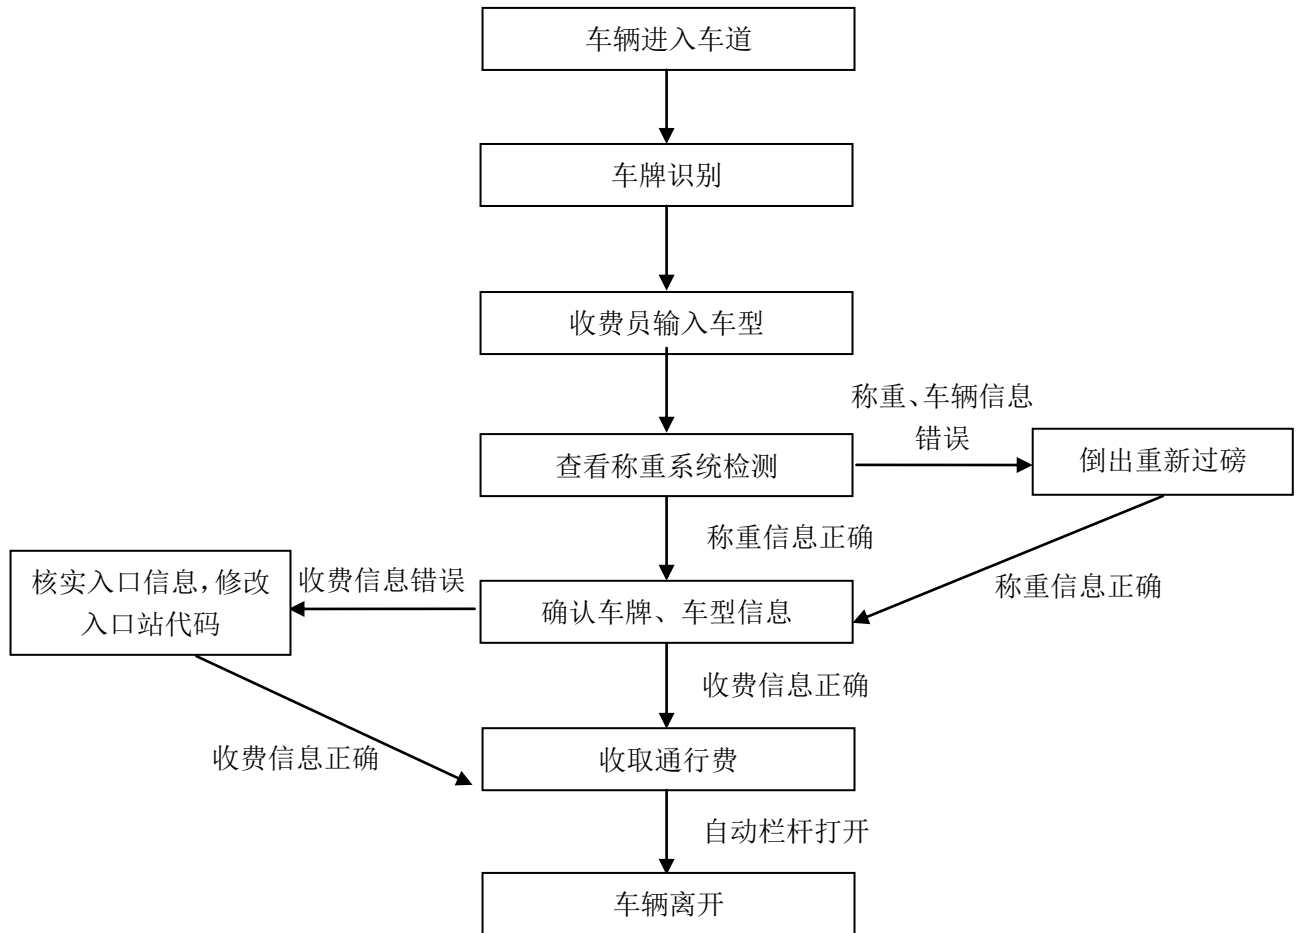 车辆进入车道
车牌识别
收费员输入车型
称重、车辆信息
错误
查看称重系统检测
倒出重新过磅
称重信息正确
称重信息正确
核实入口信息，修改
入口站代码
收费信息错误
确认车牌、车型信息
收费信息正确
收费信息正确
收取通行费
自动栏杆打开
车辆离开